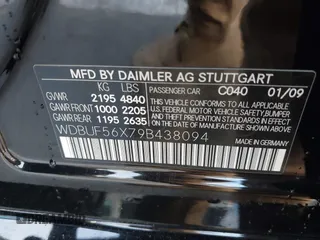 MFD BY DAIMLER AG STUTTGART
KG LBS PASSENGER CAR C040 01/09
GVWR 2195 4840
GAWR FRONT 1000 2205
GAWR REAR 1195 2635
THIS VEHICLE CONFORMS TO ALL APPLICABLE
U.S. FEDERAL MOTOR VEHICLE SAFETY, BUMPER,
AND THEFT PREVENTION STANDARDS IN EFFECT
ON THE DATE OF MANUFACTURE SHOWN ABOVE.
WDBUF56X79B438094
MADE IN GERMANY